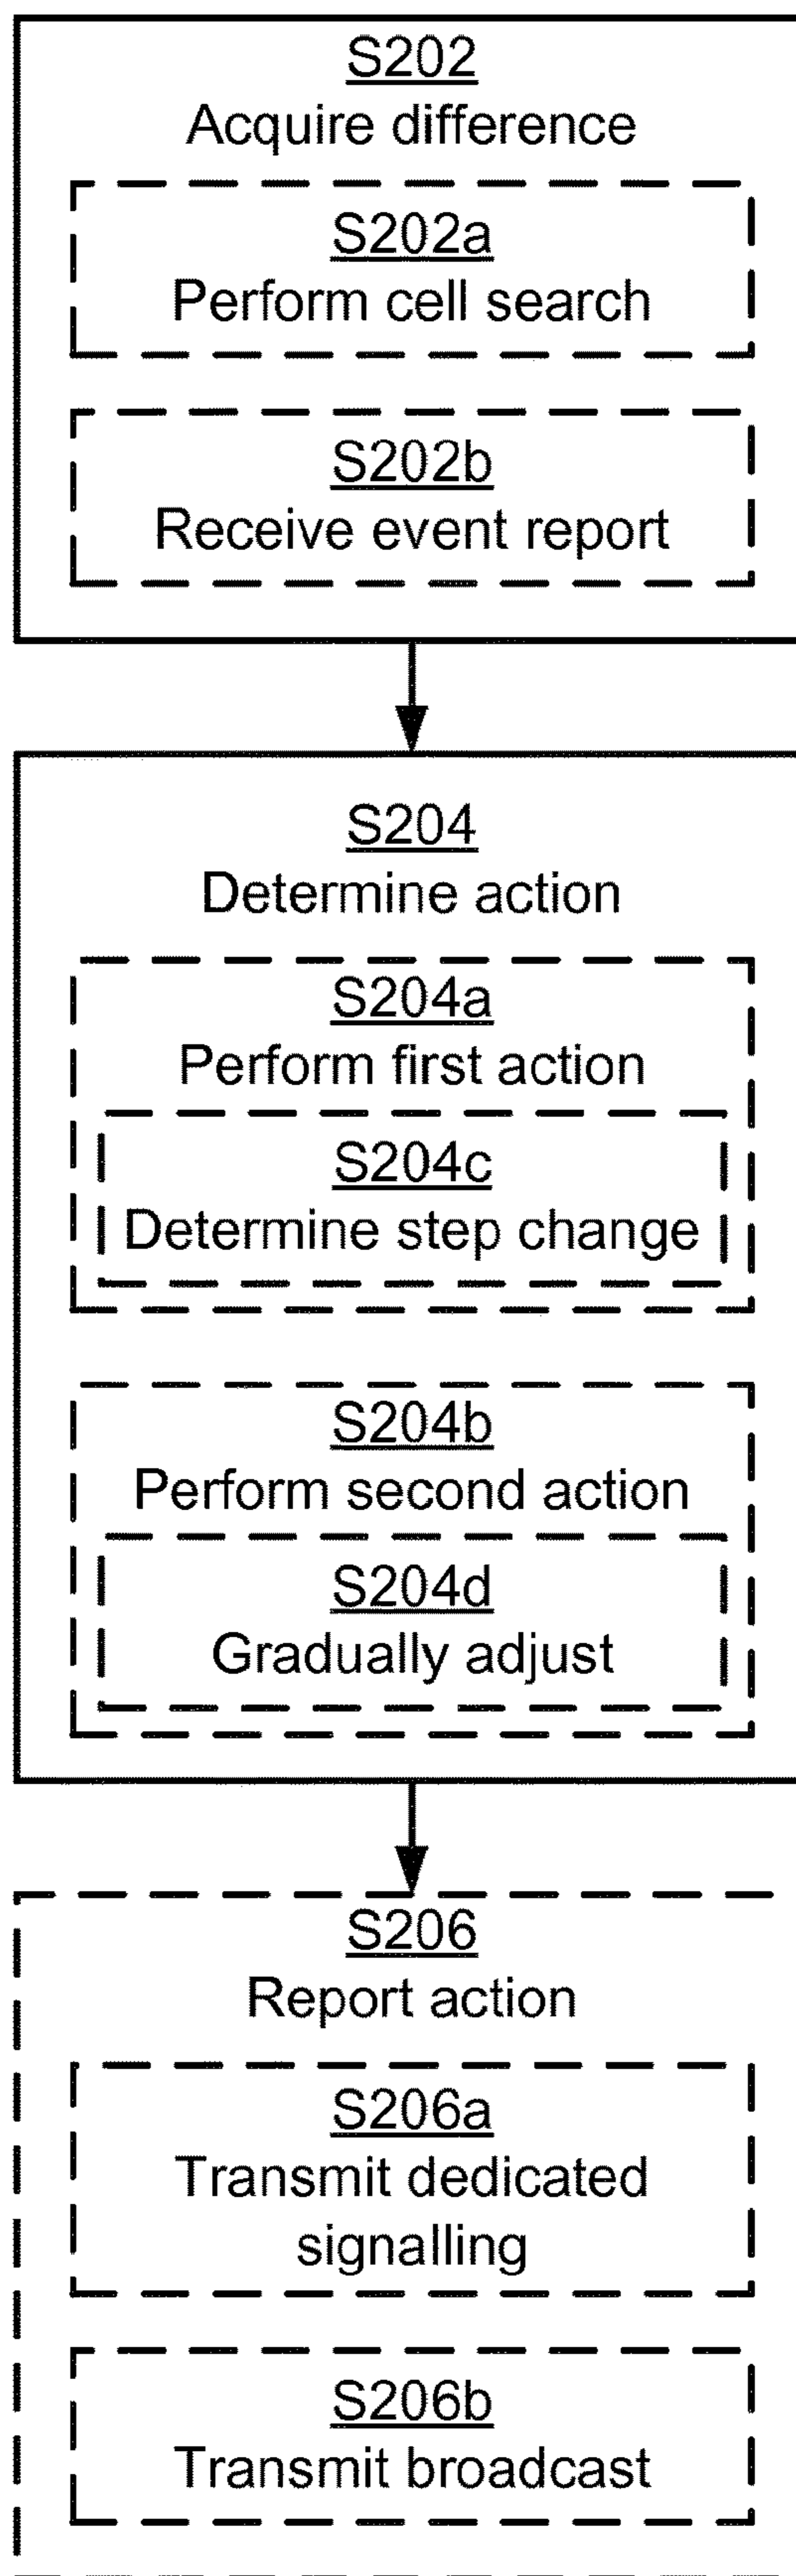 S202
Acquire difference
S202a
Perform cell search
S202b
Receive event report
S204
Determine action
S204a
Perform first action
S204c
Determine step change
S204b
Perform second action
S204d
Gradually adjust
S206
Report action
S206a
Transmit dedicated
signalling
S206b
Transmit broadcast